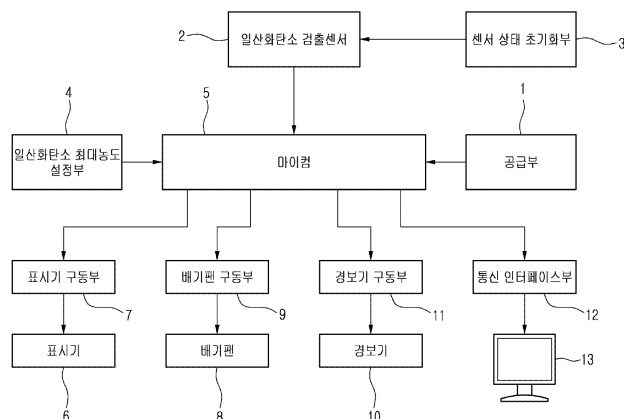 2
일산화탄소 검출센서
센서 상태 초기화부
3
4
5
1
일산화탄소 최대농도
설정부
마이컴
공급부
표시기 구동부
배기팬 구동부
경보기 구동부
통신 인터페이스부
7
9
11
12
표시기
배기팬
경보기
13
6
8
10